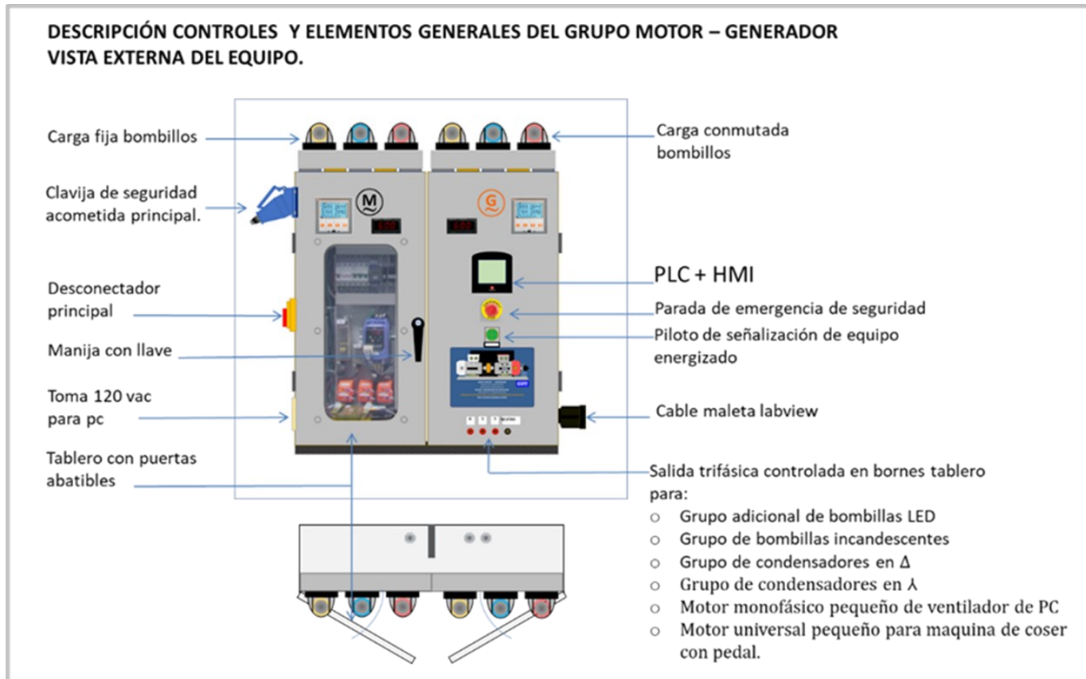 DESCRIPCIÓN CONTROLES Y ELEMENTOS GENERALES DEL GRUPO MOTOR – GENERADOR
VISTA EXTERNA DEL EQUIPO.
Carga fija bombillos
Clavija de seguridad
acometida principal.
Desconectador
principal
Manija con llave
Toma 120 vac
para pc
Tablero con puertas
abatibles
M
G
Carga conmutada
bombillos
PLC + HMI
Parada de emergencia de seguridad
Piloto de señalización de equipo
energizado
Cable maleta labview
Salida trifásica controlada en bornes tablero
para:
○ Grupo adicional de bombillas LED
○ Grupo de bombillas incandescentes
○ Grupo de condensadores en Δ
○ Grupo de condensadores en ⅄
○ Motor monofásico pequeño de ventilador de PC
○ Motor universal pequeño para maquina de coser
con pedal.